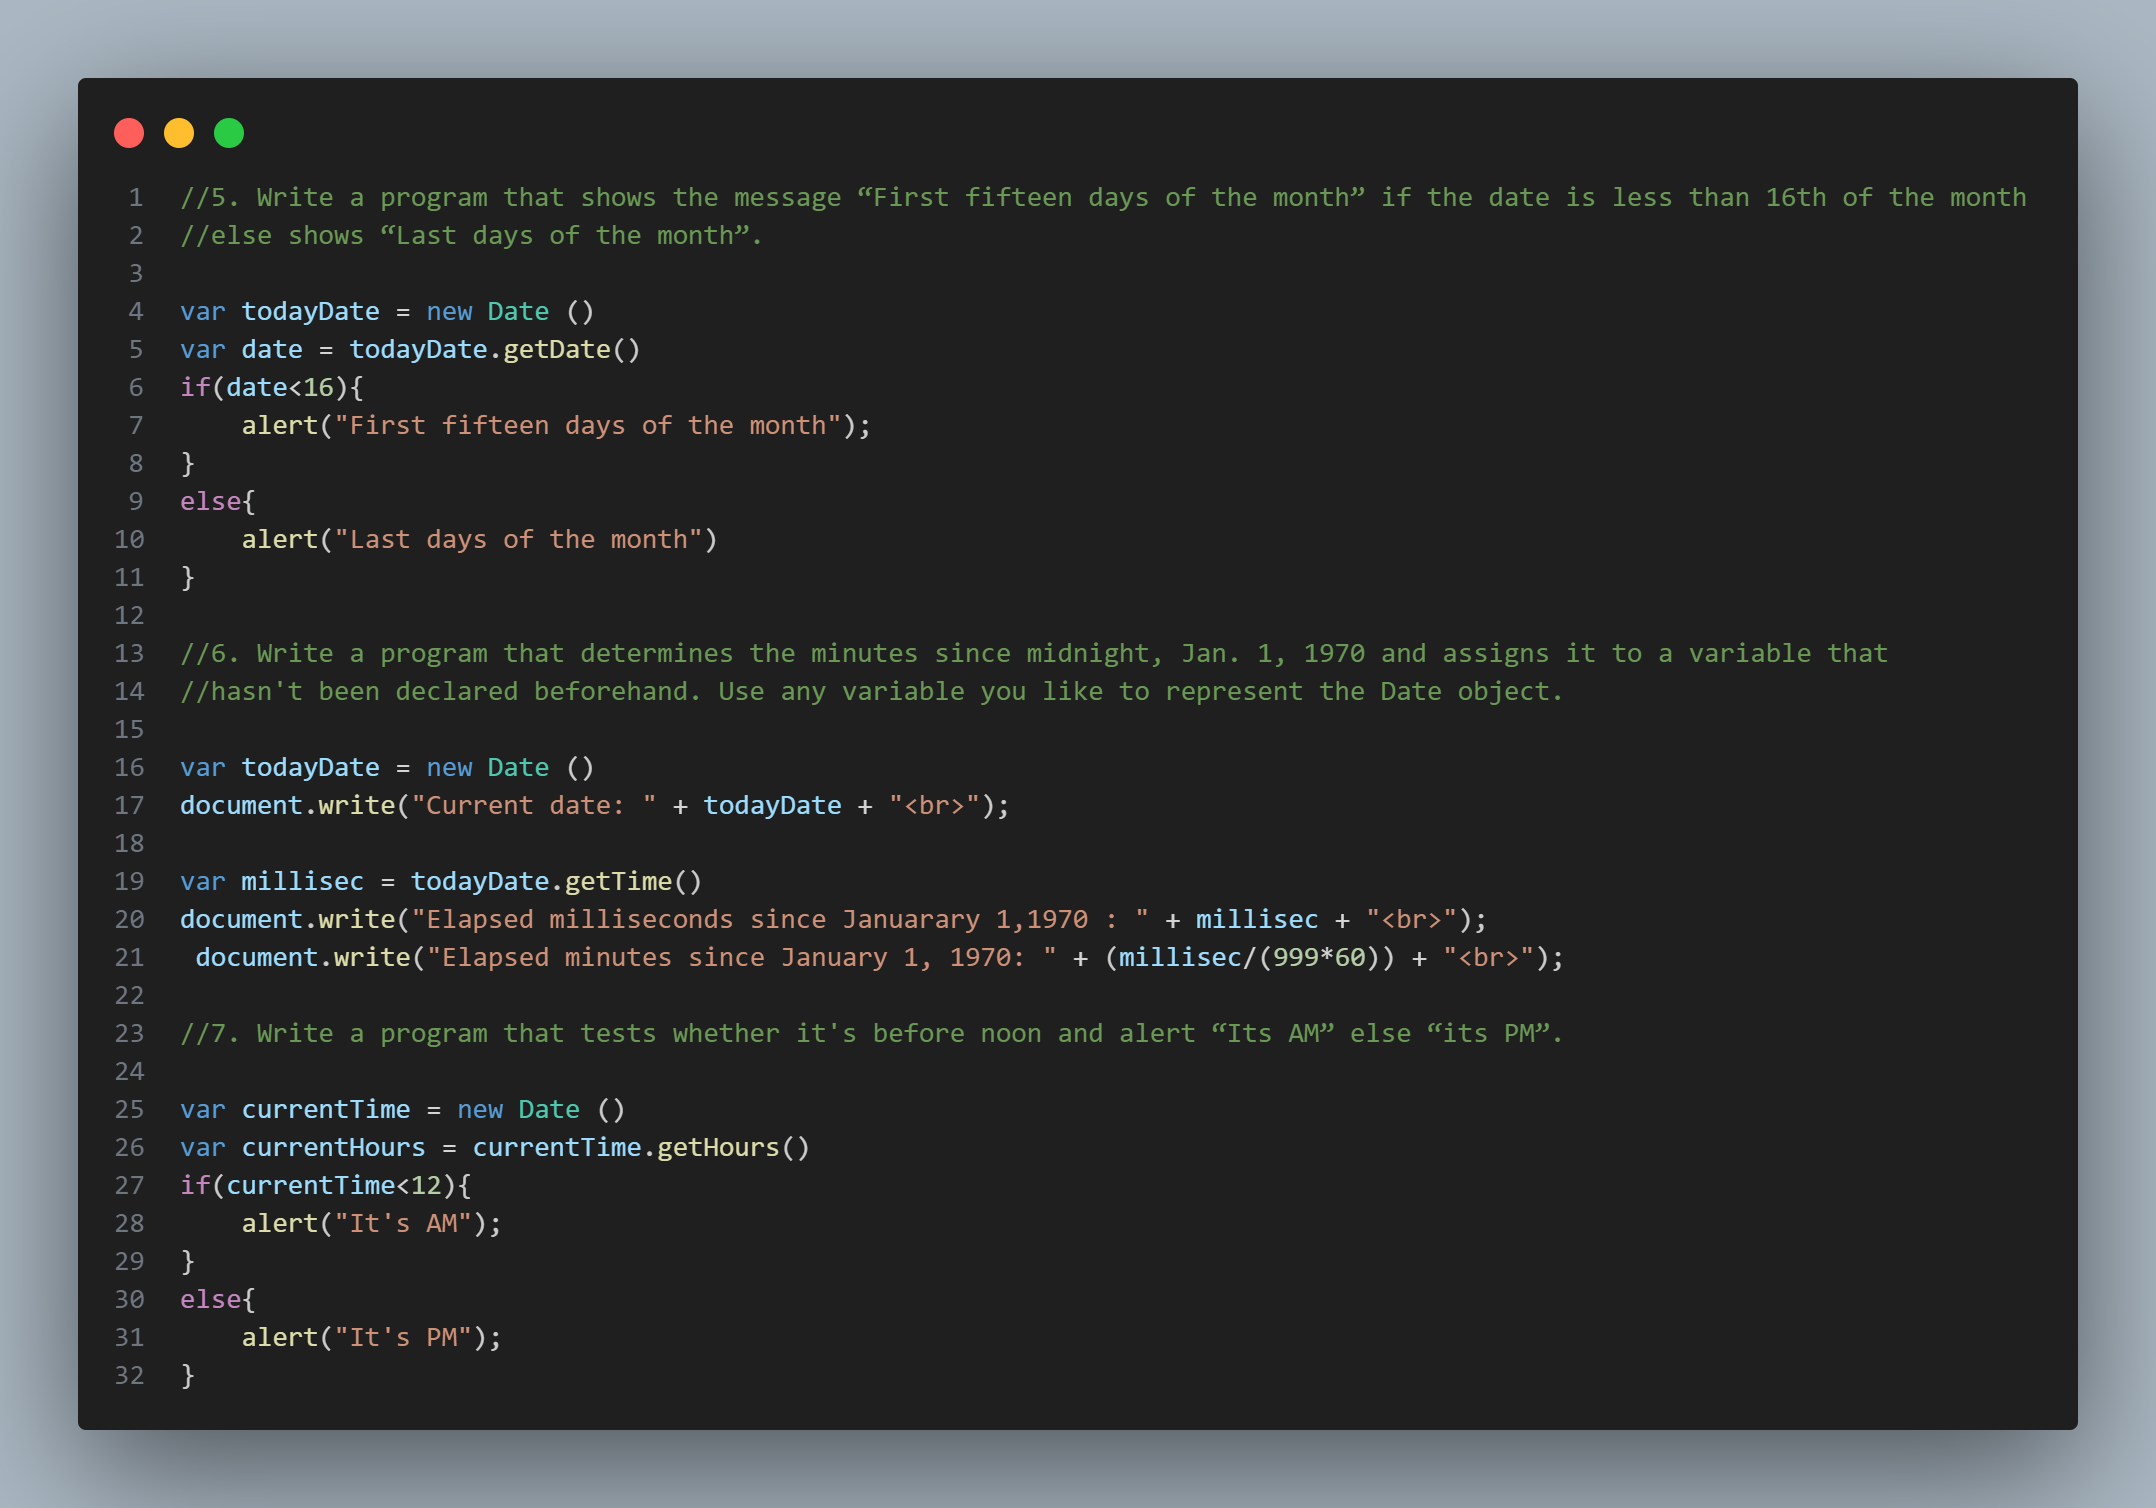 1 //5. Write a program that shows the message “First fifteen days of the month” if the date is less than 16th of the month
2 //else shows “Last days of the month”.
3
4 var todayDate = new Date ()
5 var date = todayDate.getDate()
6 if(date<16){
7     alert("First fifteen days of the month");
8 }
9 else{
10     alert("Last days of the month")
11 }
12
13 //6. Write a program that determines the minutes since midnight, Jan. 1, 1970 and assigns it to a variable that
14 //hasn't been declared beforehand. Use any variable you like to represent the Date object.
15
16 var todayDate = new Date ()
17 document.write("Current date: " + todayDate + "<br>");
18
19 var millisec = todayDate.getTime()
20 document.write("Elapsed milliseconds since Januarary 1,1970 : " + millisec + "<br>");
21  document.write("Elapsed minutes since January 1, 1970: " + (millisec/(999*60)) + "<br>");
22
23 //7. Write a program that tests whether it's before noon and alert “Its AM” else “its PM”.
24
25 var currentTime = new Date ()
26 var currentHours = currentTime.getHours()
27 if(currentTime<12){
28     alert("It's AM");
29 }
30 else{
31     alert("It's PM");
32 }